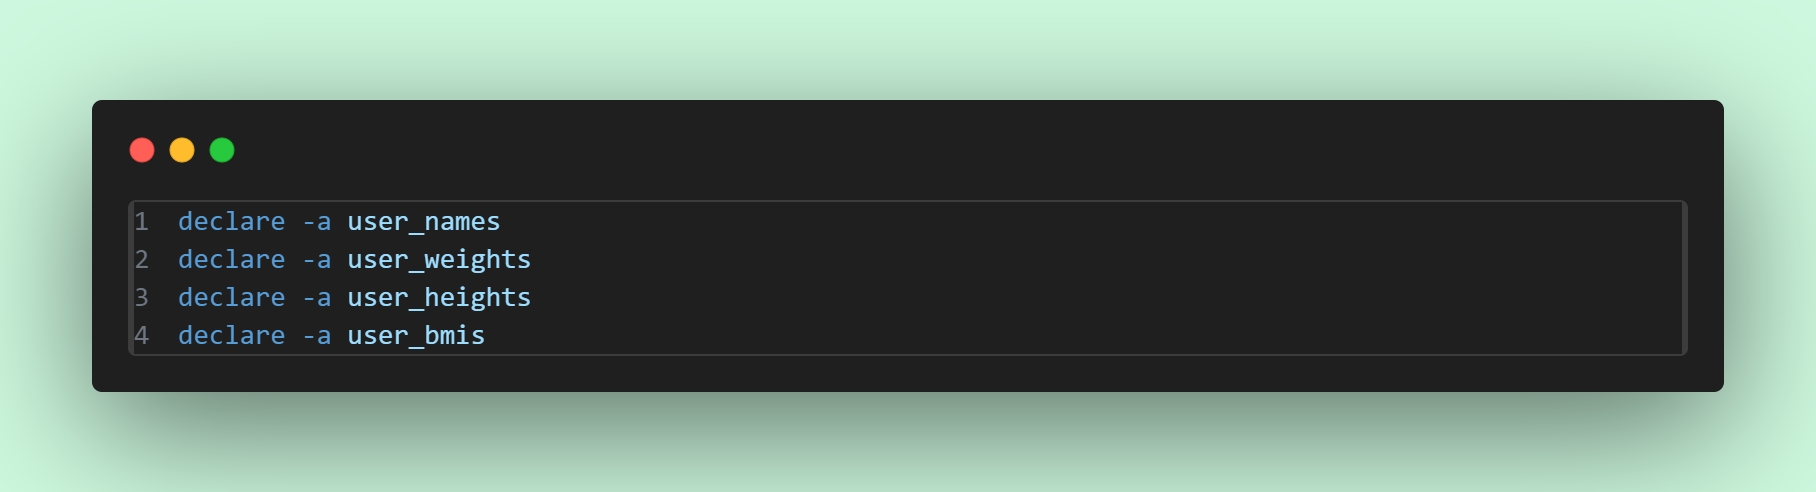 1 declare -a user_names
2 declare -a user_weights
3 declare -a user_heights
4 declare -a user_bmis